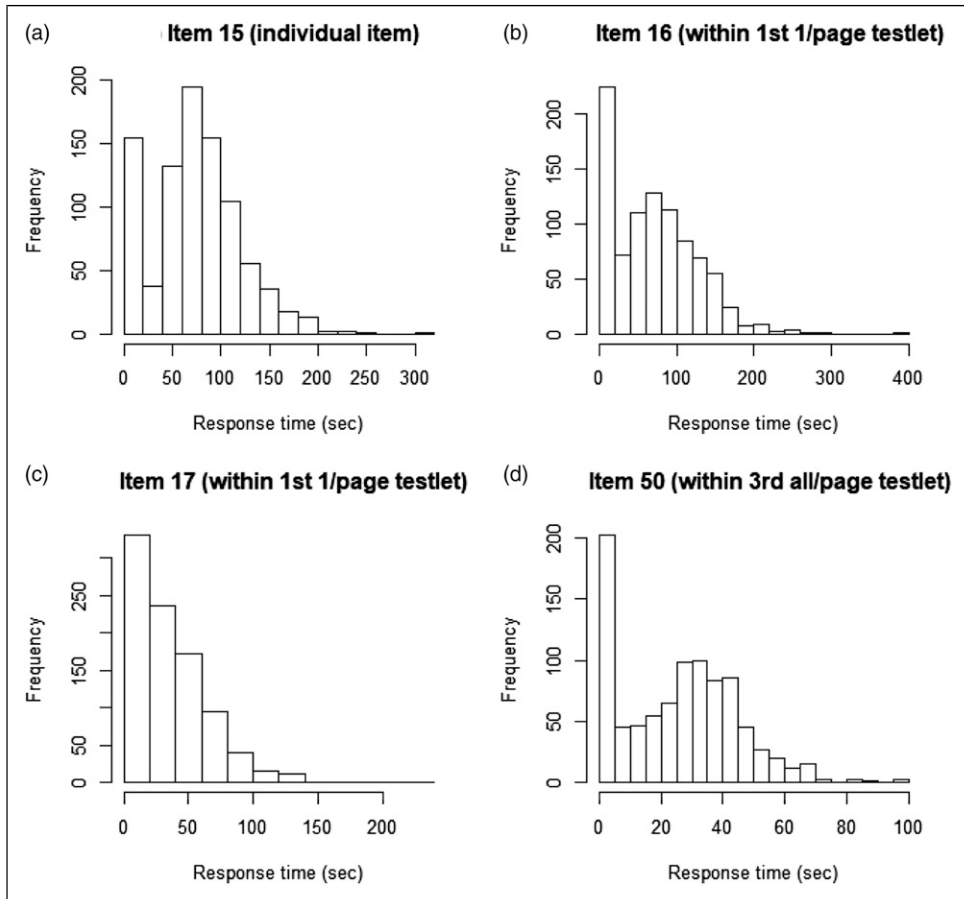 (a)
Item 15 (individual item)
Frequency
0 50 100 150 200
0 50 100 150 200 250 300
Response time (sec)
(b)
Item 16 (within 1st 1/page testlet)
Frequency
0 50 100 150 200
0 100 200 300 400
Response time (sec)
(c)
Item 17 (within 1st 1/page testlet)
Frequency
0 50 150 250
0 50 100 150 200
Response time (sec)
(d)
Item 50 (within 3rd all/page testlet)
Frequency
0 50 100 150 200
0 20 40 60 80 100
Response time (sec)